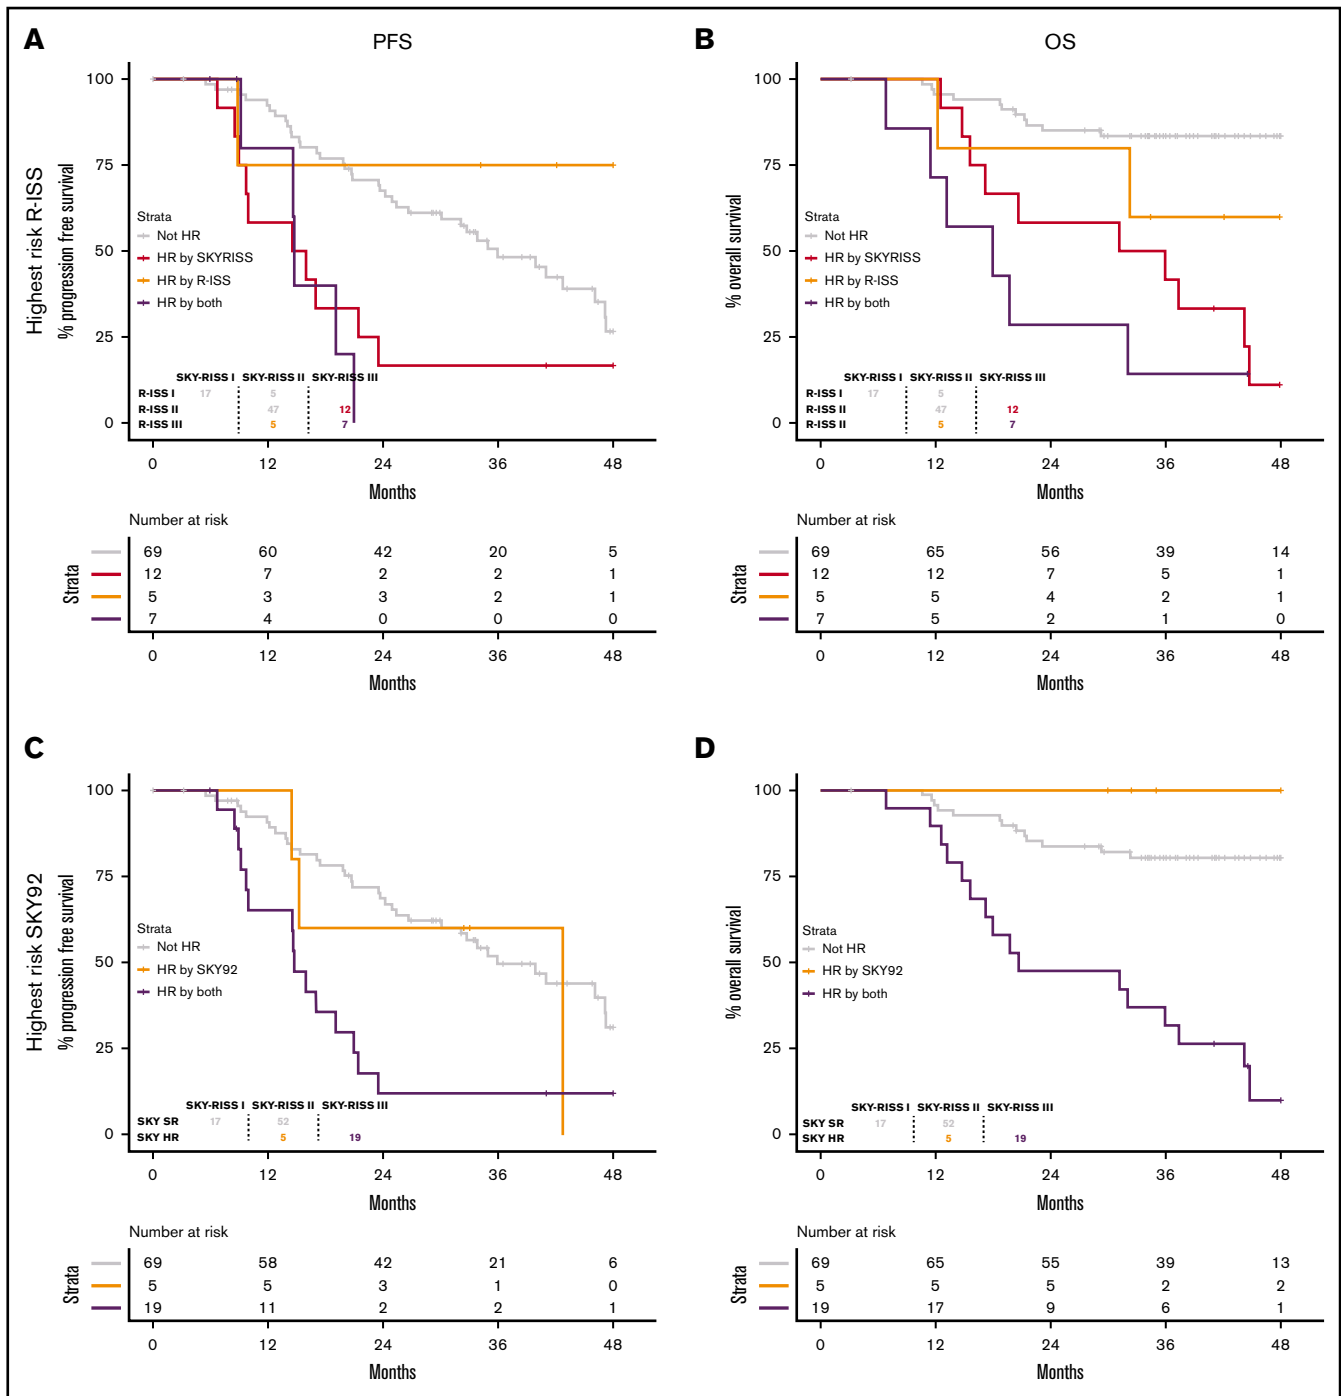 A
PFS
Highest risk R-ISS
% progression free survival
100
75
50
25
0
Strata
Not HR
HR by SKYRISS
HR by R-ISS
HR by both
SKY-RISS I SKY-RISS II SKY-RISS III
R-ISS I 17 5
R-ISS II 47 12
R-ISS III 5 7
0 12 24 36 48
Months
Number at risk
Strata
69 60 42 20 5
12 7 2 2 1
5 3 3 2 1
7 4 0 0 0
0 12 24 36 48
Months
B
OS
% overall survival
100
75
50
25
0
Strata
Not HR
HR by SKYRISS
HR by R-ISS
HR by both
SKY-RISS I SKY-RISS II SKY-RISS III
R-ISS I 17 5
R-ISS II 47 12
R-ISS II 5 7
0 12 24 36 48
Months
Number at risk
Strata
69 65 56 39 14
12 12 7 5 1
5 5 4 2 1
7 5 2 1 0
0 12 24 36 48
Months
C
Highest risk SKY92
% progression free survival
100
75
50
25
0
Strata
Not HR
HR by SKY92
HR by both
SKY-RISS I SKY-RISS II SKY-RISS III
SKY SR 17 52
SKY HR 5 19
0 12 24 36 48
Months
Number at risk
Strata
69 58 42 21 6
5 5 3 1 0
19 11 2 2 1
0 12 24 36 48
Months
D
% overall survival
100
75
50
25
0
Strata
Not HR
HR by SKY92
HR by both
SKY-RISS I SKY-RISS II SKY-RISS III
SKY SR 17 52
SKY HR 5 19
0 12 24 36 48
Months
Number at risk
Strata
69 65 55 39 13
5 5 5 2 2
19 17 9 6 1
0 12 24 36 48
Months